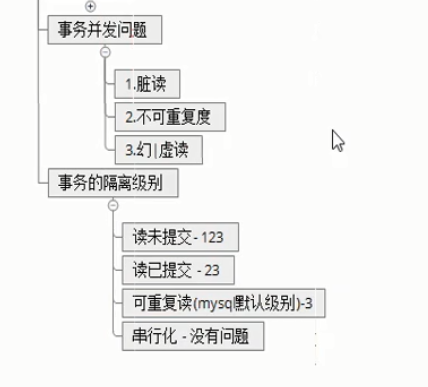 事务并发问题
1.脏读
2.不可重复度
3.幻|虚读
事务的隔离级别
读未提交- 123
读已提交 - 23
可重复读(mysql默认级别)-3
串行化 - 没有问题